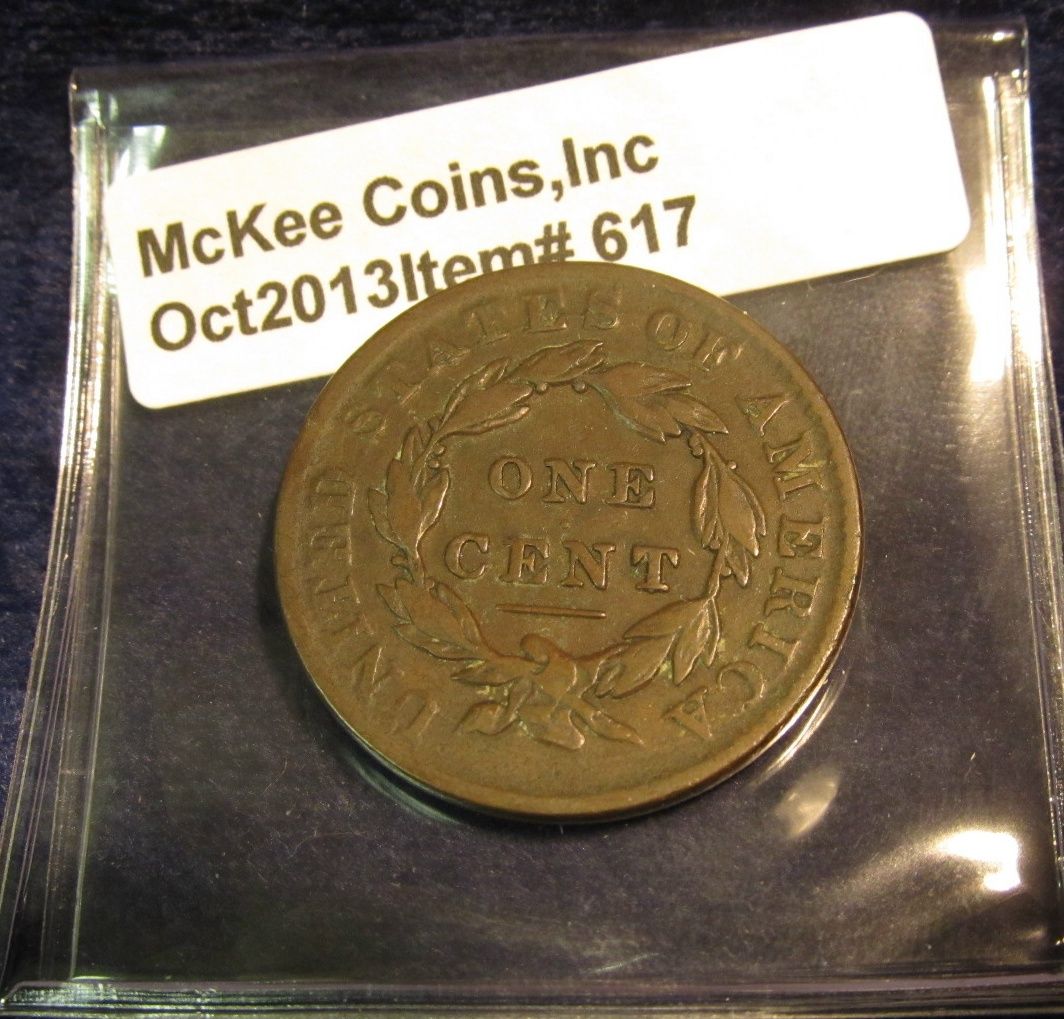 McKee Coins,Inc
Oct2013Item# 617
UNITED STATES OF AMERICA
ONE
CENT